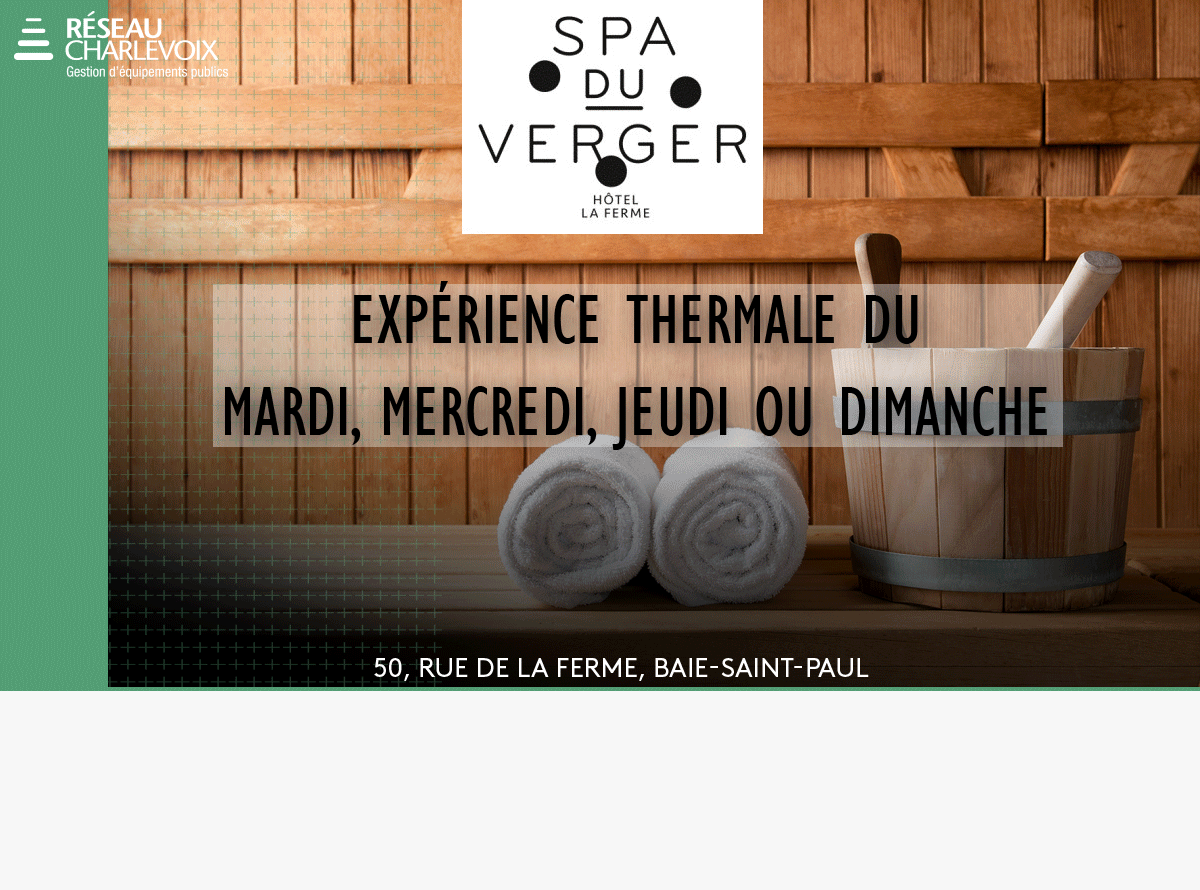 RÉSEAU
CHARLEVOIX
Gestion d'équipements publics
SPA
DU
VERGER
HÔTEL
LA FERME
EXPÉRIENCE THERMALE DU
MARDI, MERCREDI, JEUDI OU DIMANCHE
50, RUE DE LA FERME, BAIE-SAINT-PAUL